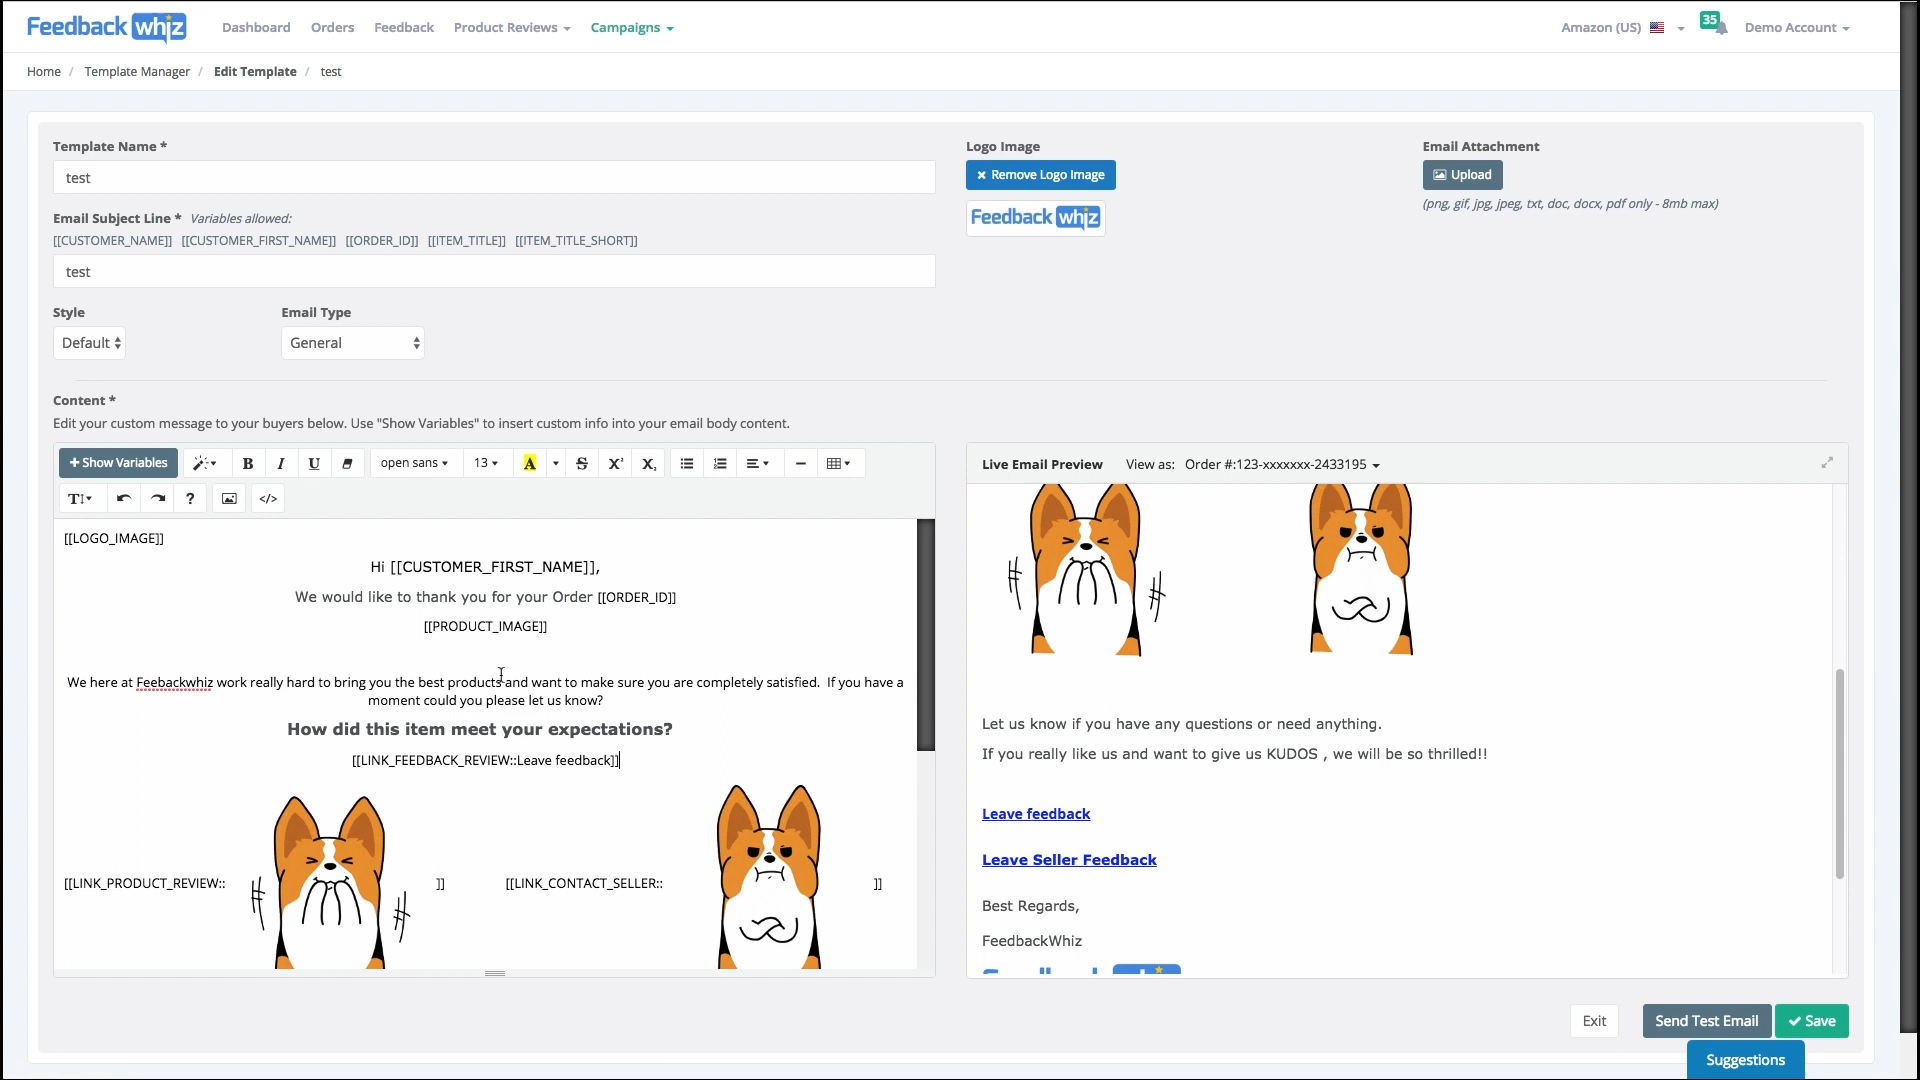 Feedback whiz
Dashboard Orders Feedback Product Reviews Campaigns
Amazon (US) 35 Demo Account
Home / Template Manager / Edit Template / test
Template Name *
test
Email Subject Line * Variables allowed:
[[CUSTOMER_NAME]] [[CUSTOMER_FIRST_NAME]] [[ORDER_ID]] [[ITEM_TITLE]] [[ITEM_TITLE_SHORT]]
test
Style
Default
Email Type
General
Logo Image
Remove Logo Image
Feedback whiz
Email Attachment
Upload
(png, gif, jpg, jpeg, txt, doc, docx, pdf only - 8mb max)
Content *
Edit your custom message to your buyers below. Use "Show Variables" to insert custom info into your email body content.
+ Show Variables B I U open sans 13 A S X² X₂
T ? </>
[[LOGO_IMAGE]]
Hi [[CUSTOMER_FIRST_NAME]],
We would like to thank you for your Order [[ORDER_ID]]
[[PRODUCT_IMAGE]]
We here at Feebackwhiz work really hard to bring you the best products and want to make sure you are completely satisfied. If you have a
moment could you please let us know?
How did this item meet your expectations?
[[LINK_FEEDBACK_REVIEW::Leave feedback]]
[[LINK_PRODUCT_REVIEW:: ]] [[LINK_CONTACT_SELLER:: ]]
Live Email Preview View as: Order #:123-xxxxxxx-2433195
Let us know if you have any questions or need anything.
If you really like us and want to give us KUDOS , we will be so thrilled!!
Leave feedback
Leave Seller Feedback
Best Regards,
FeedbackWhiz
Exit Send Test Email Save
Suggestions